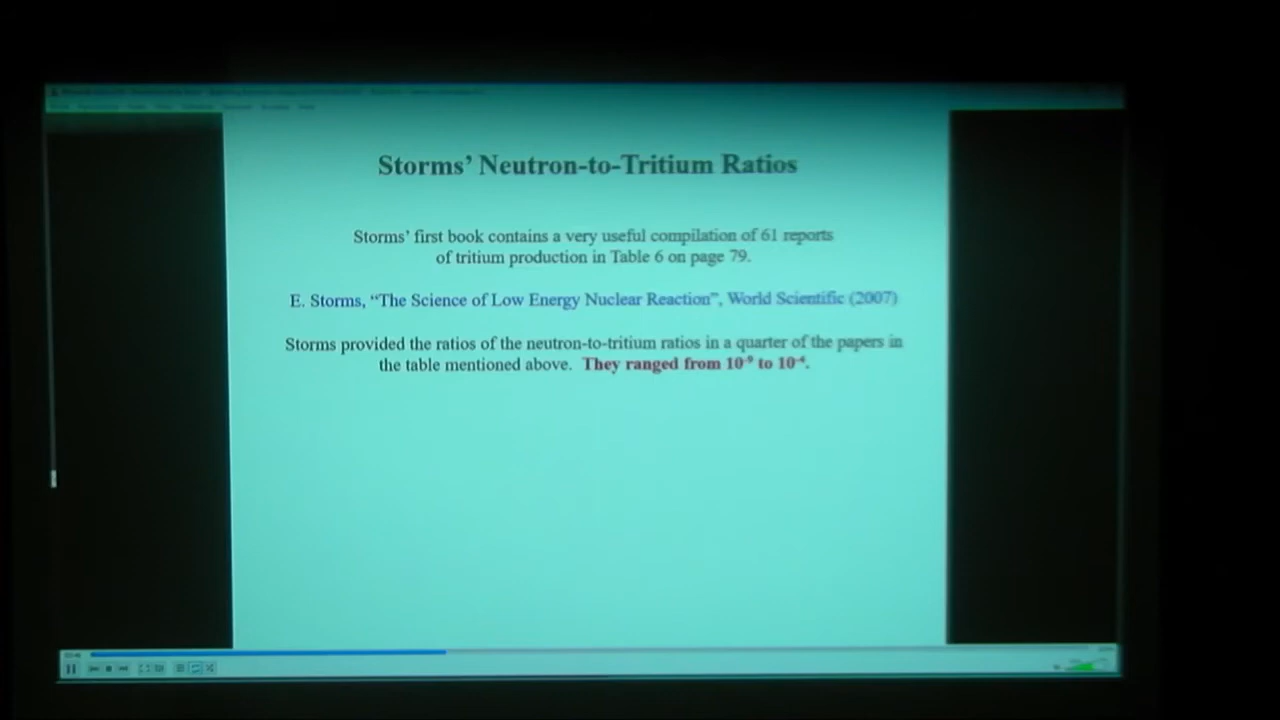 Storms’ Neutron-to-Tritium Ratios
Storms’ first book contains a very useful compilation of 61 reports
of tritium production in Table 6 on page 79.
E. Storms, “The Science of Low Energy Nuclear Reaction”, World Scientific (2007)
Storms provided the ratios of the neutron-to-tritium ratios in a quarter of the papers in
the table mentioned above. They ranged from 10⁻⁹ to 10⁻⁴.